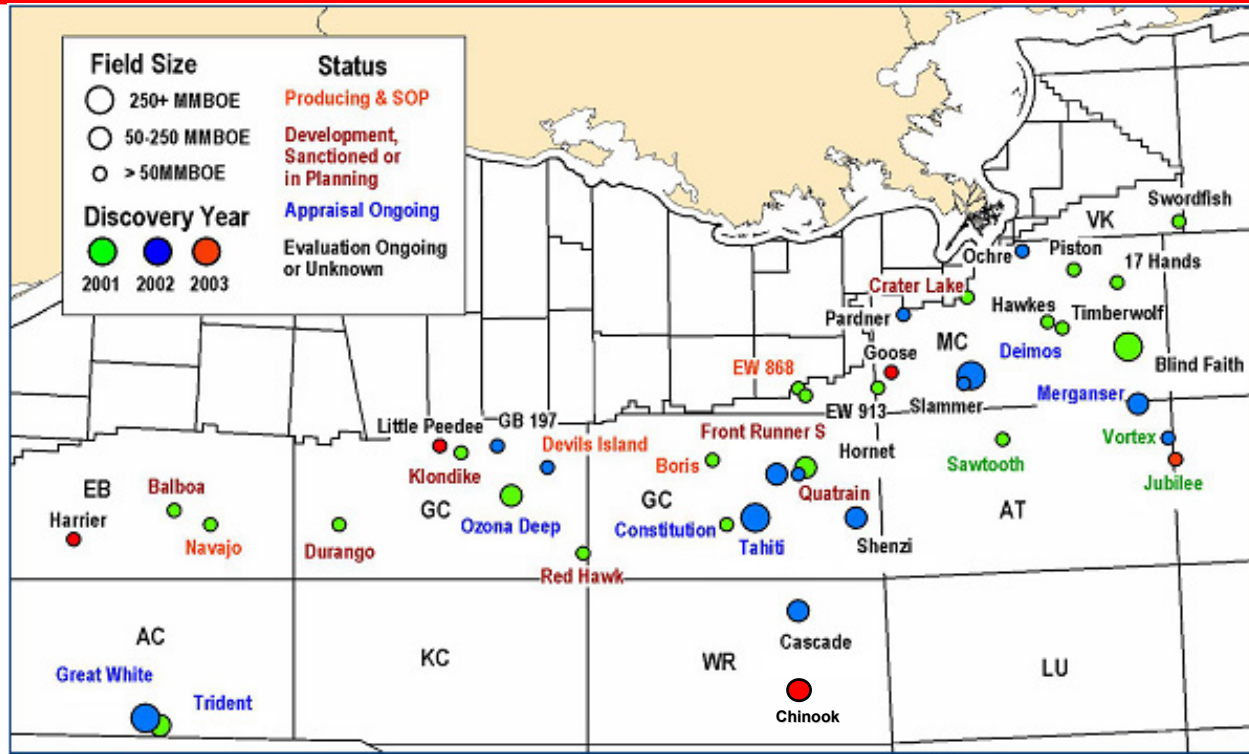 Field Size
Status
250+ MMBOE
Producing & SOP
50-250 MMBOE
Development,
Sanctioned or
in Planning
> 50MMBOE
Appraisal Ongoing
Discovery Year
Evaluation Ongoing
or Unknown
2001 2002 2003
Swordfish
VK
Ochre
Piston
17 Hands
Crater Lake
Hawkes
Timberwolf
Pardner
MC
Goose
Deimos
Blind Faith
EW 868
Slammer
Merganser
EW 913
Little Peedee
GB 197
Front Runner S
Hornet
Devils Island
Vortex
Boris
Sawtooth
Klondike
Jubilee
EB
Balboa
Quatrain
GC
GC
AT
Harrier
Ozona Deep
Constitution
Navajo
Durango
Tahiti
Shenzi
Red Hawk
AC
Cascade
KC
WR
LU
Great White
Trident
Chinook